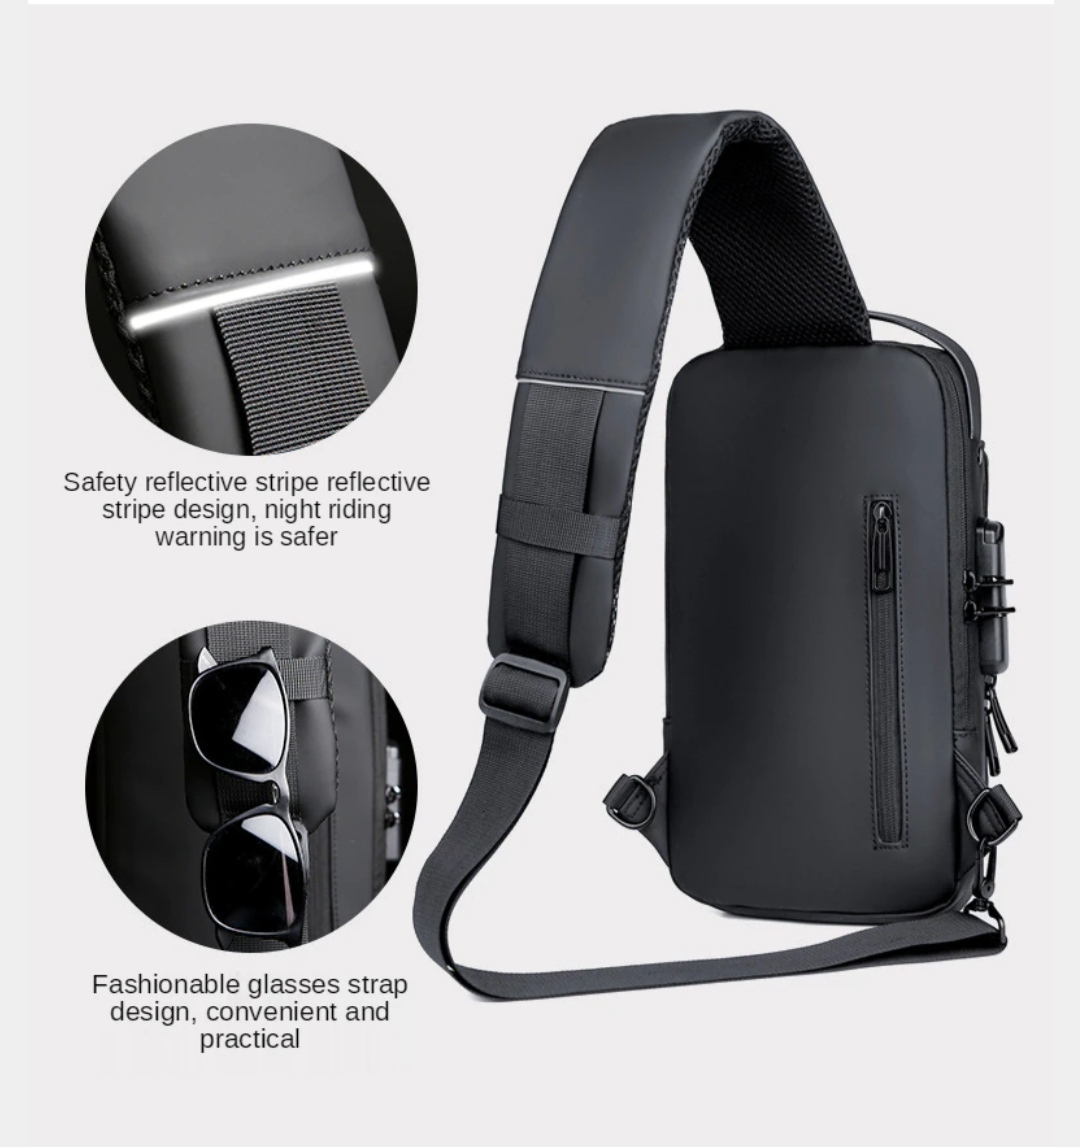 Safety reflective stripe reflective
stripe design, night riding
warning is safer
Fashionable glasses strap
design, convenient and
practical